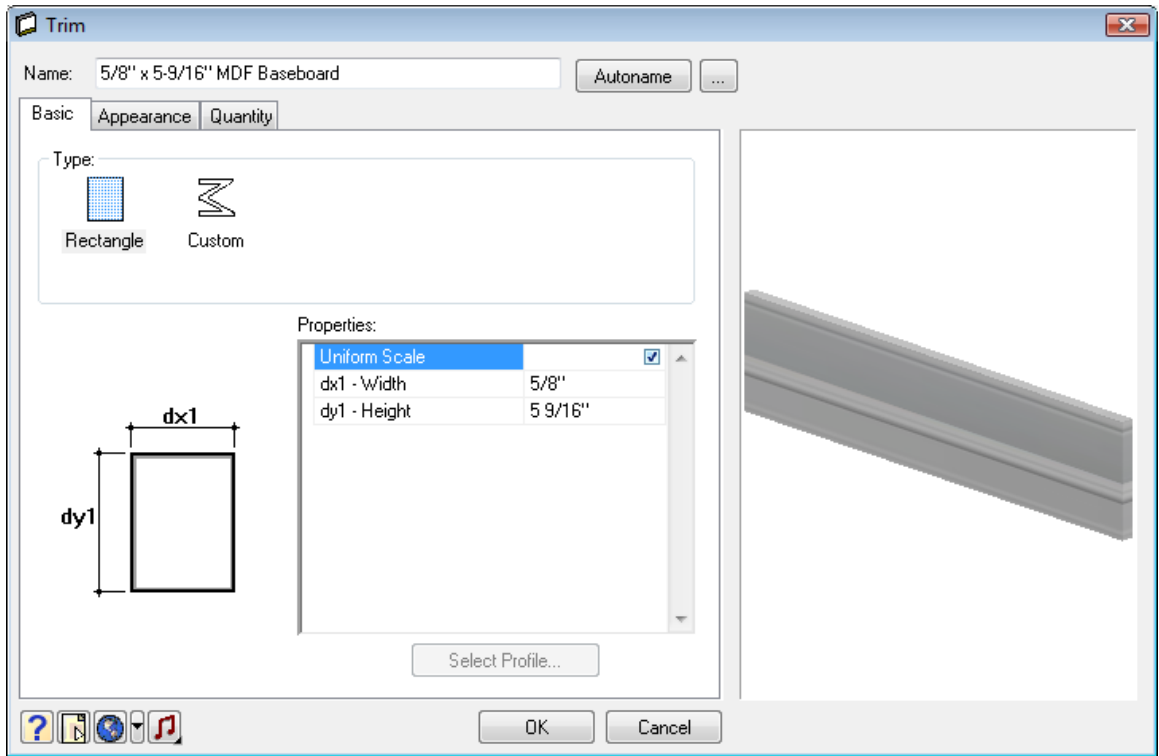 Trim
Name: 5/8" x 5-9/16" MDF Baseboard Autoname ...
Basic Appearance Quantity
Type:
Rectangle Custom
Properties:
Uniform Scale
dx1 - Width 5/8"
dy1 - Height 5 9/16"
dx1
dy1
Select Profile...
? OK Cancel